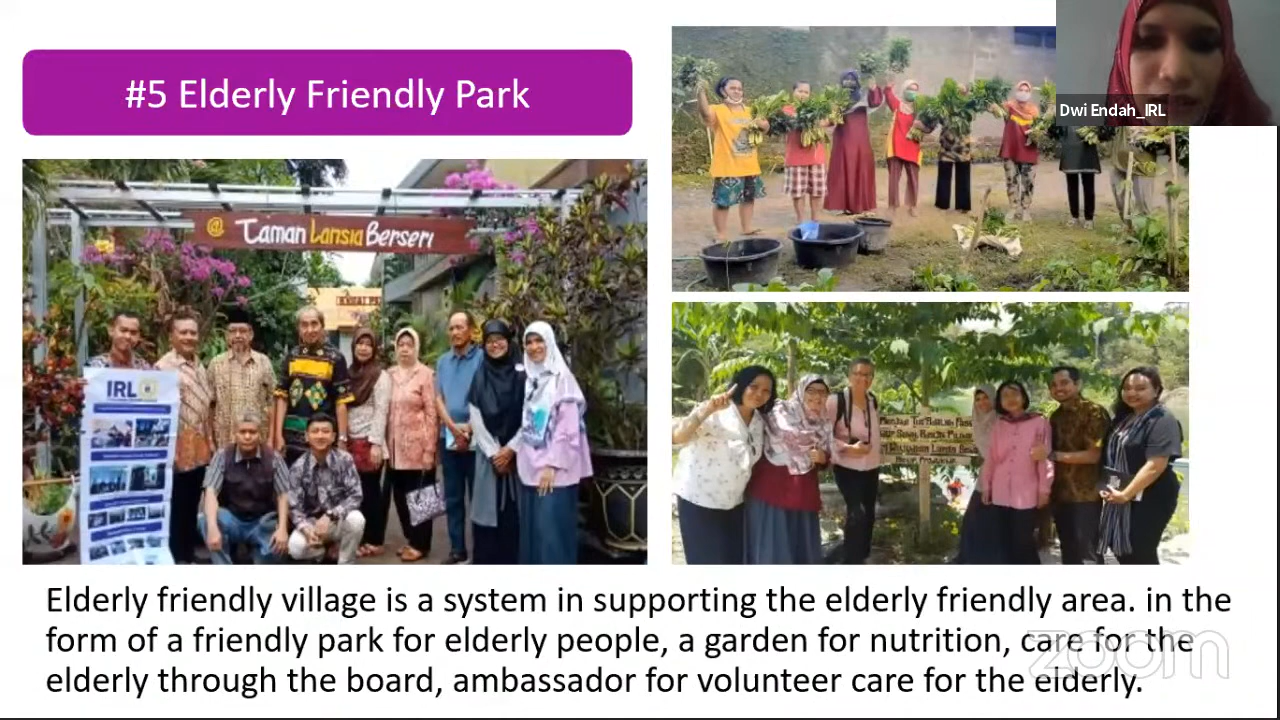 #5 Elderly Friendly Park
Dwi Endah_IRL
@ Taman Lansia Berseri
IRL
Elderly friendly village is a system in supporting the elderly friendly area. in the
form of a friendly park for elderly people, a garden for nutrition, care for the
elderly through the board, ambassador for volunteer care for the elderly.
zoom